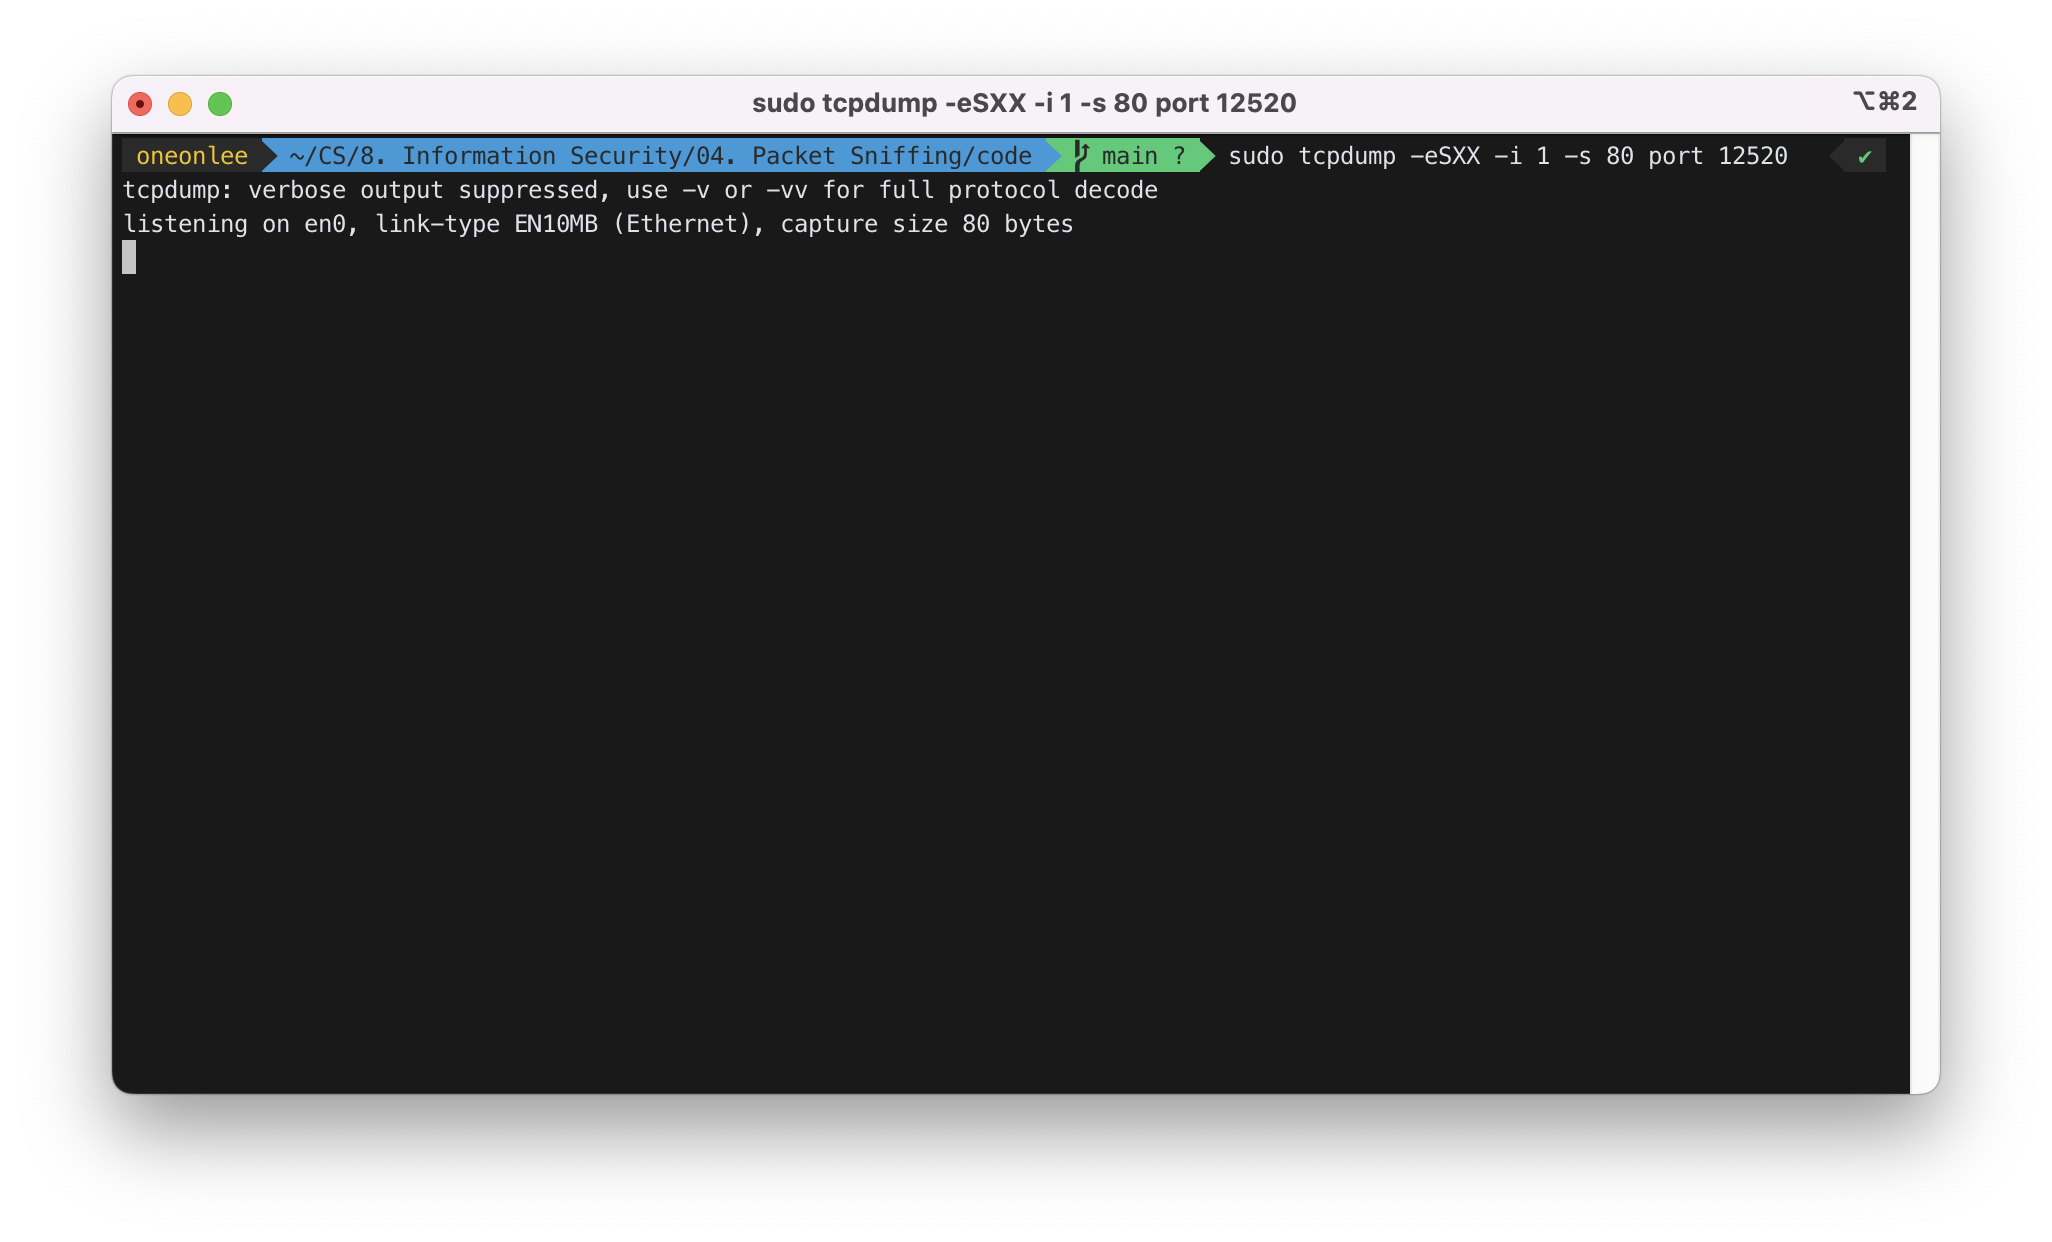 sudo tcpdump -eSXX -i 1 -s 80 port 12520
⌥⌘2
oneonlee ~/CS/8. Information Security/04. Packet Sniffing/code main ? sudo tcpdump -eSXX -i 1 -s 80 port 12520 ✔
tcpdump: verbose output suppressed, use -v or -vv for full protocol decode
listening on en0, link-type EN10MB (Ethernet), capture size 80 bytes